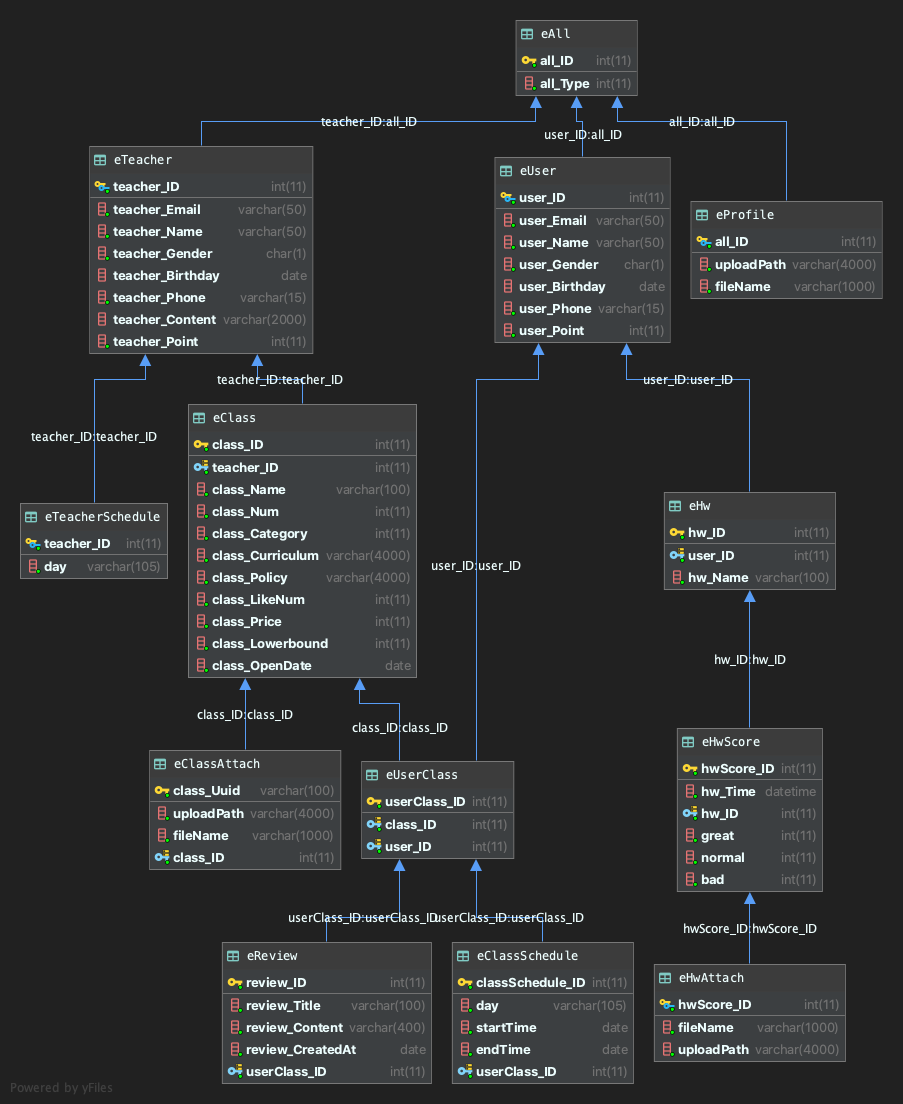 eAll
all_ID int(11)
all_Type int(11)
teacher_ID:all_ID
user_ID:all_ID
all_ID:all_ID
eTeacher
teacher_ID int(11)
teacher_Email varchar(50)
teacher_Name varchar(50)
teacher_Gender char(1)
teacher_Birthday date
teacher_Phone varchar(15)
teacher_Content varchar(2000)
teacher_Point int(11)
eUser
user_ID int(11)
user_Email varchar(50)
user_Name varchar(50)
user_Gender char(1)
user_Birthday date
user_Phone varchar(15)
user_Point int(11)
eProfile
all_ID int(11)
uploadPath varchar(4000)
fileName varchar(1000)
teacher_ID:teacher_ID
user_ID:user_ID
teacher_ID:teacher_ID
eClass
class_ID int(11)
teacher_ID int(11)
class_Name varchar(100)
class_Num int(11)
class_Category int(11)
class_Curriculum varchar(4000)
class_Policy varchar(4000)
class_LikeNum int(11)
class_Price int(11)
class_Lowerbound int(11)
class_OpenDate date
eTeacherSchedule
teacher_ID int(11)
day varchar(105)
user_ID:user_ID
eHw
hw_ID int(11)
user_ID int(11)
hw_Name varchar(100)
hw_ID:hw_ID
class_ID:class_ID
class_ID:class_ID
eClassAttach
class_Uuid varchar(100)
uploadPath varchar(4000)
fileName varchar(1000)
class_ID int(11)
eUserClass
userClass_ID int(11)
class_ID int(11)
user_ID int(11)
eHwScore
hwScore_ID int(11)
hw_Time datetime
hw_ID int(11)
great int(11)
normal int(11)
bad int(11)
userClass_ID:userClass_ID
userClass_ID:userClass_ID
hwScore_ID:hwScore_ID
eReview
review_ID int(11)
review_Title varchar(100)
review_Content varchar(400)
review_CreatedAt date
userClass_ID int(11)
eClassSchedule
classSchedule_ID int(11)
day varchar(105)
startTime date
endTime date
userClass_ID int(11)
eHwAttach
hwScore_ID int(11)
fileName varchar(1000)
uploadPath varchar(4000)
Powered by yFiles